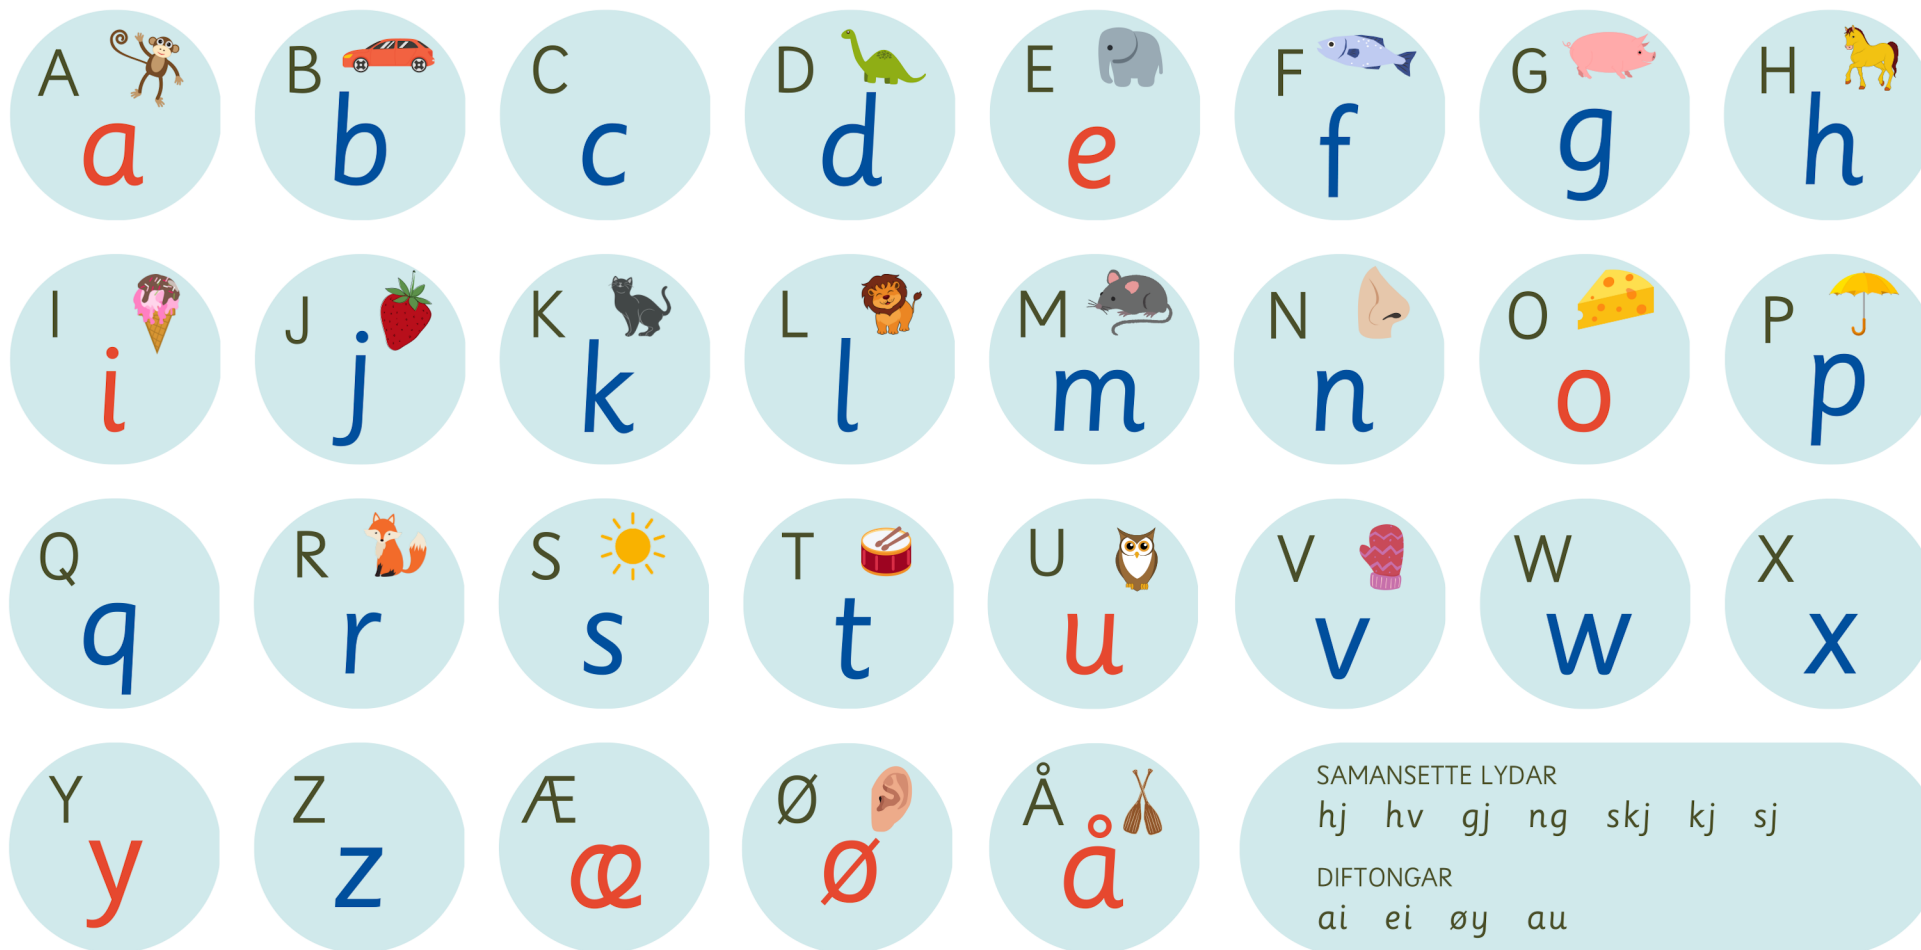 A B C D E F G H
a b c d e f g h
I J K L M N O P
i j k l m n o p
Q R S T U V W X
q r s t u v w x
Y Z Æ Ø Å
y z æ ø å
SAMANSETTE LYDAR
hj hv gj ng skj kj sj
DIFTONGAR
ai ei øy au